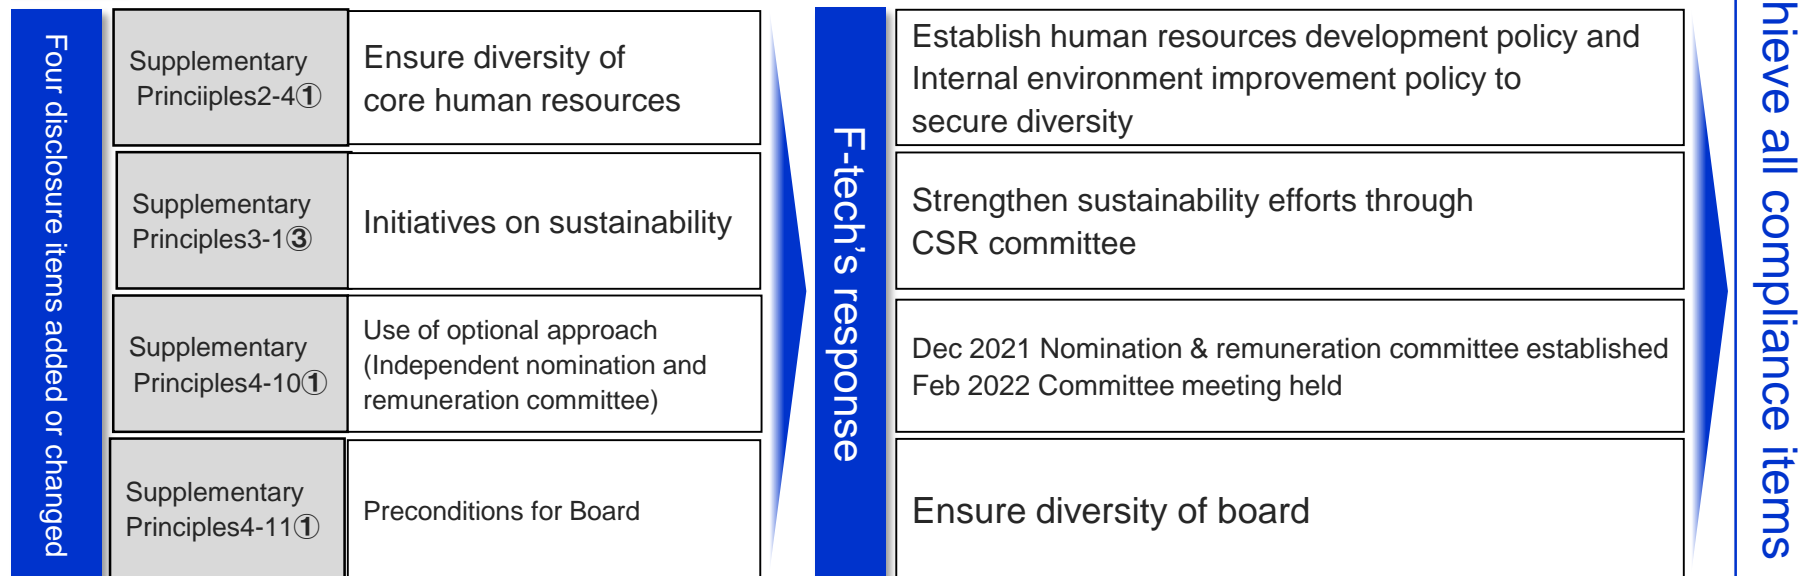 Four disclosure items added or changed
Supplementary
Princiiples2-4①
Ensure diversity of
core human resources
Supplementary
Principles3-1③
Initiatives on sustainability
Supplementary
Principles4-10①
Use of optional approach
(Independent nomination and
remuneration committee)
Supplementary
Principles4-11①
Preconditions for Board
F-tech’s response
Establish human resources development policy and
Internal environment improvement policy to
secure diversity
Strengthen sustainability efforts through
CSR committee
Dec 2021 Nomination & remuneration committee established
Feb 2022 Committee meeting held
Ensure diversity of board
hieve all compliance items